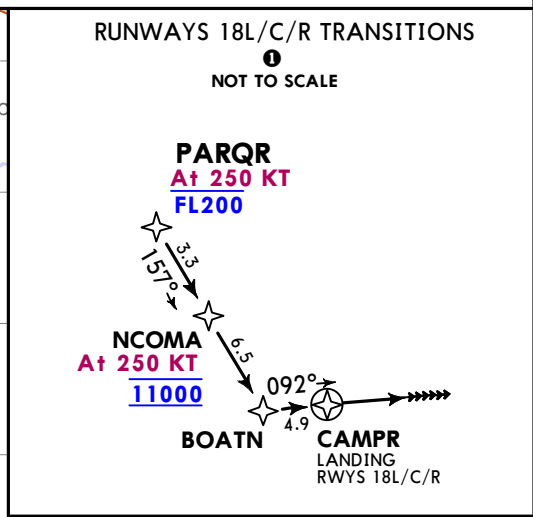 RUNWAYS 18L/C/R TRANSITIONS
❶
NOT TO SCALE
PARQR
At 250 KT
FL200
3.3
157°
NCOMA
At 250 KT
11000
6.5
092°
4.9
BOATN
CAMPR
LANDING
RWYS 18L/C/R